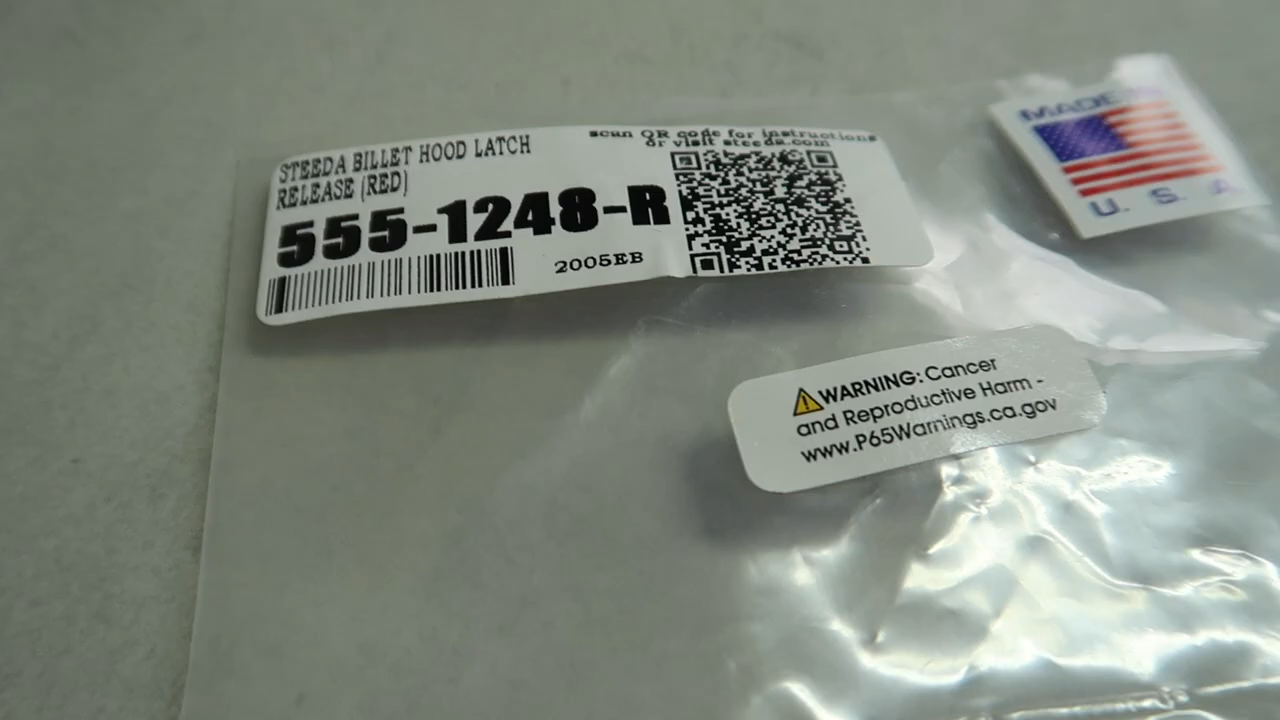 STEEDA BILLET HOOD LATCH
RELEASE (RED)
555-1248-R
2005EB
scan QR code for instructions
or visit steeda.com
MADE
U. S. A
⚠WARNING: Cancer
and Reproductive Harm -
www.P65Warnings.ca.gov